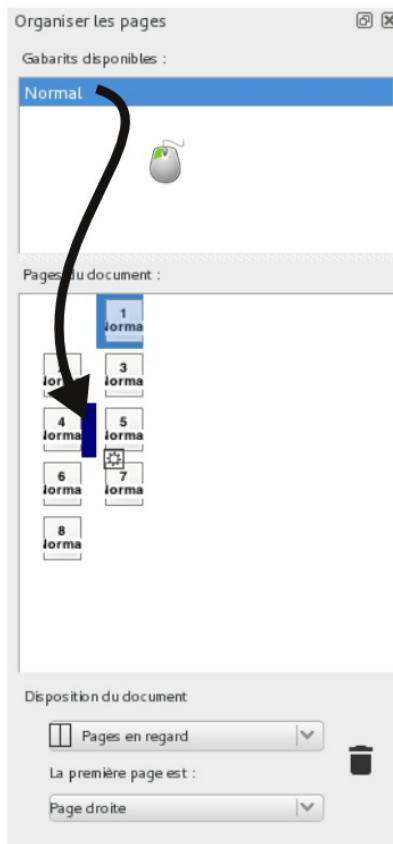 Organiser les pages
Gabarits disponibles :
Normal
Pages du document :
1
Norma
3
Norma
4 5
Norma Norma
6 7
Norma Norma
8
Norma
Disposition du document
Pages en regard
La première page est :
Page droite